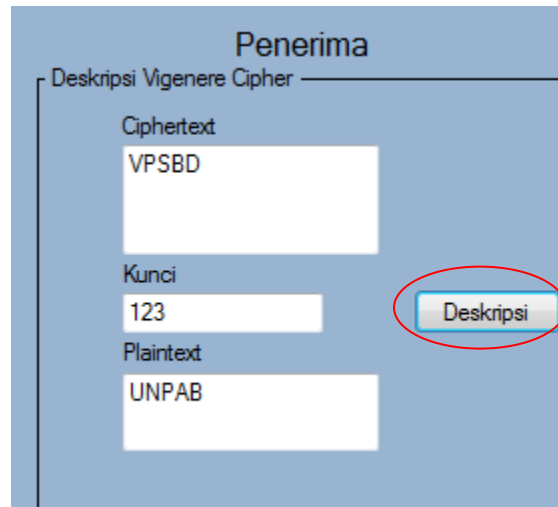 Penerima
Deskripsi Vigenere Cipher
Ciphertext
VPSBD
Kunci
123
Deskripsi
Plaintext
UNPAB